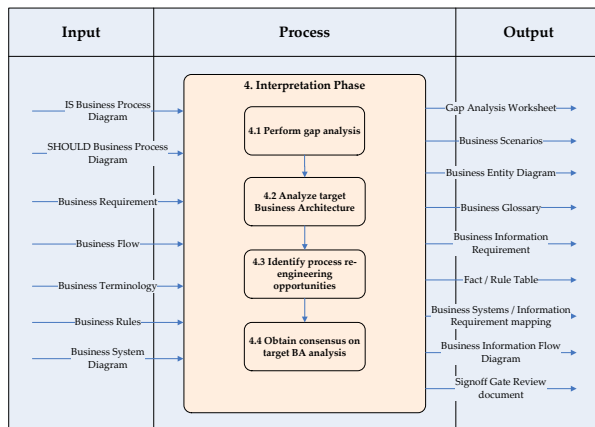 Input
Process
Output
4. Interpretation Phase
IS Business Process
Diagram
SHOULD Business Process
Diagram
Business Requirement
Business Flow
Business Terminology
Business Rules
Business System
Diagram
4.1 Perform gap analysis
4.2 Analyze target
Business Architecture
4.3 Identify process re-
engineering
opportunities
4.4 Obtain consensus on
target BA analysis
Gap Analysis Worksheet
Business Scenarios
Business Entity Diagram
Business Glossary
Business Information
Requirement
Fact / Rule Table
Business Systems / Information
Requirement mapping
Business Information Flow
Diagram
Signoff Gate Review
document